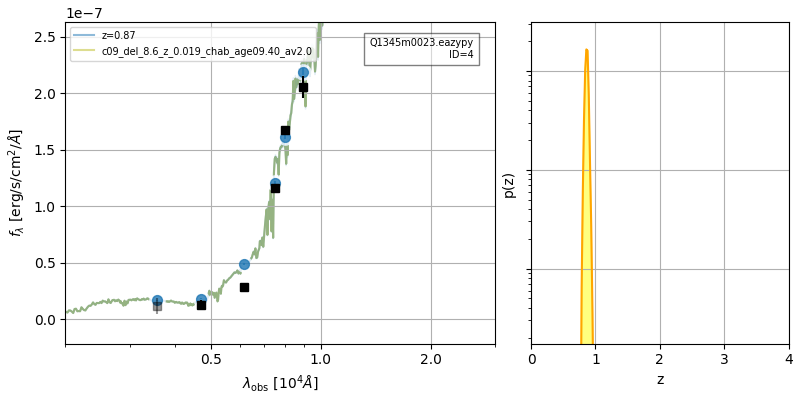 1e−7
z=0.87
c09_del_8.6_z_0.019_chab_age09.40_av2.0
Q1345m0023.eazypy
ID=4
2.5
2.0
1.5
1.0
0.5
0.0
fλ [erg/s/cm²/Å]
0.5 1.0 2.0
λobs [10⁴Å]
p(z)
0 1 2 3 4
z